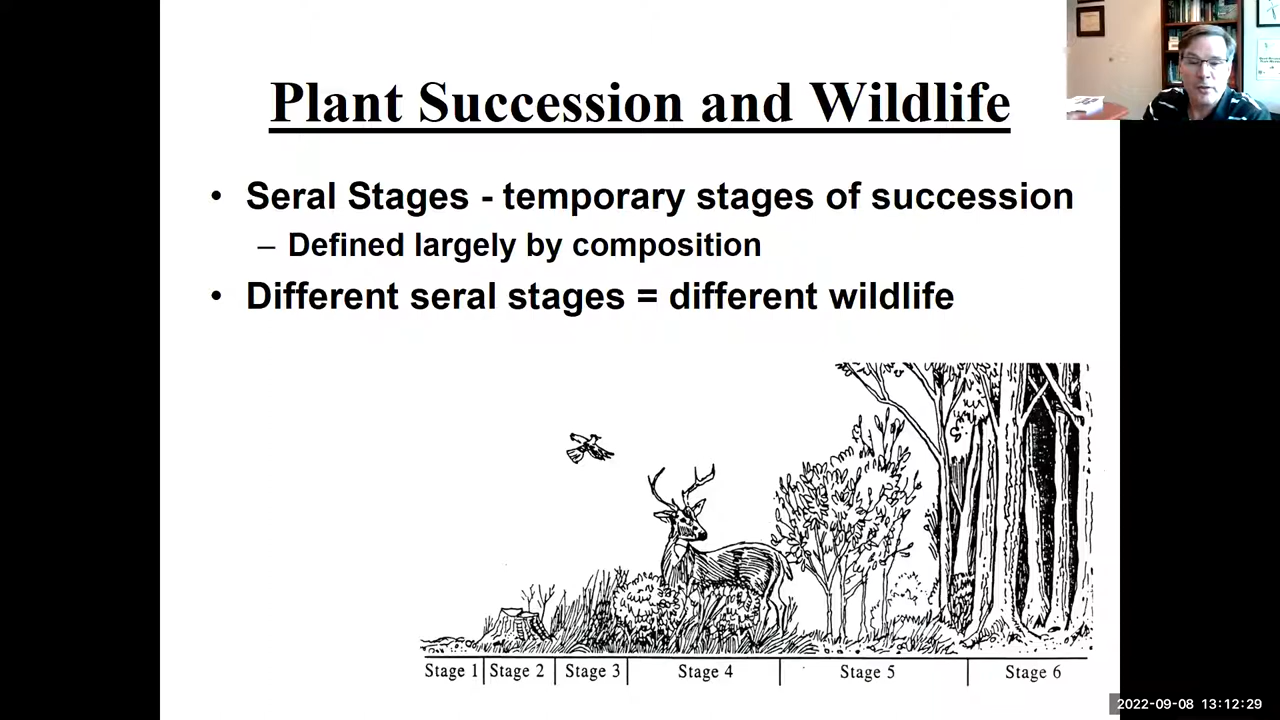 Plant Succession and Wildlife
• Seral Stages - temporary stages of succession
– Defined largely by composition
• Different seral stages = different wildlife
Stage 1 Stage 2 Stage 3 Stage 4 Stage 5 Stage 6
2022-09-08 13:12:29